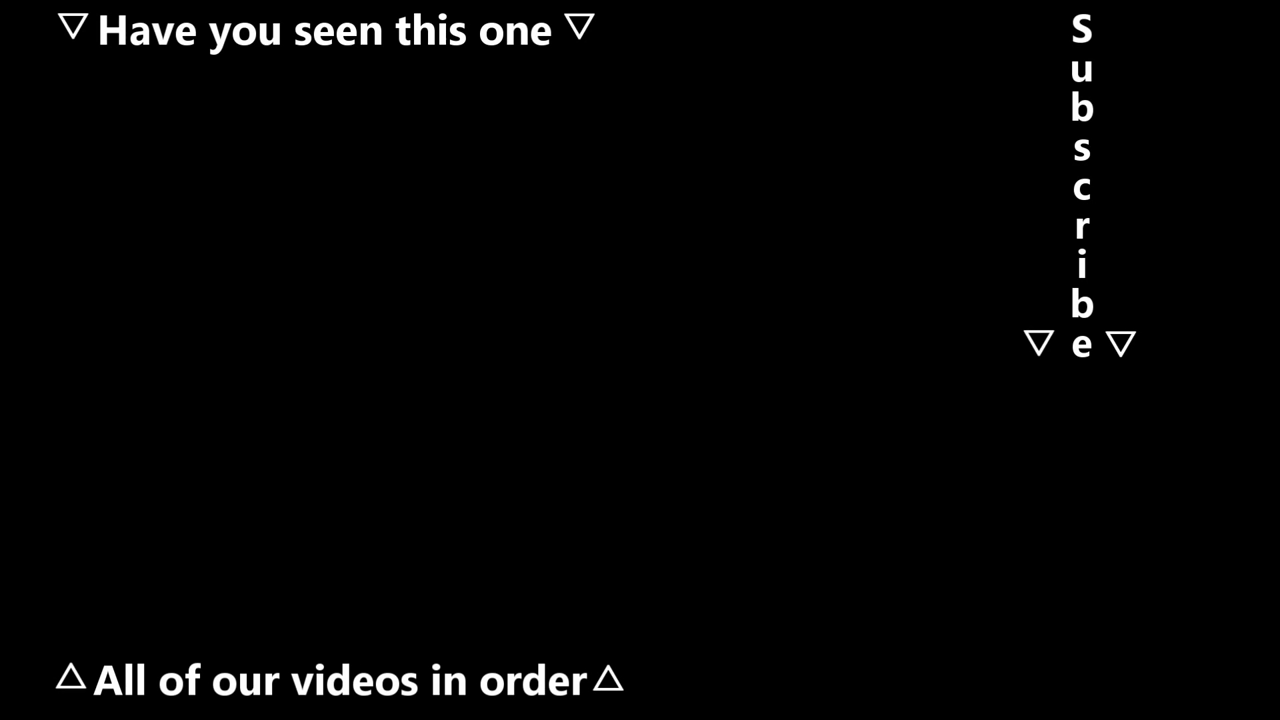 ▽ Have you seen this one ▽
S
u
b
s
c
r
i
b
▽ e ▽
△ All of our videos in order △